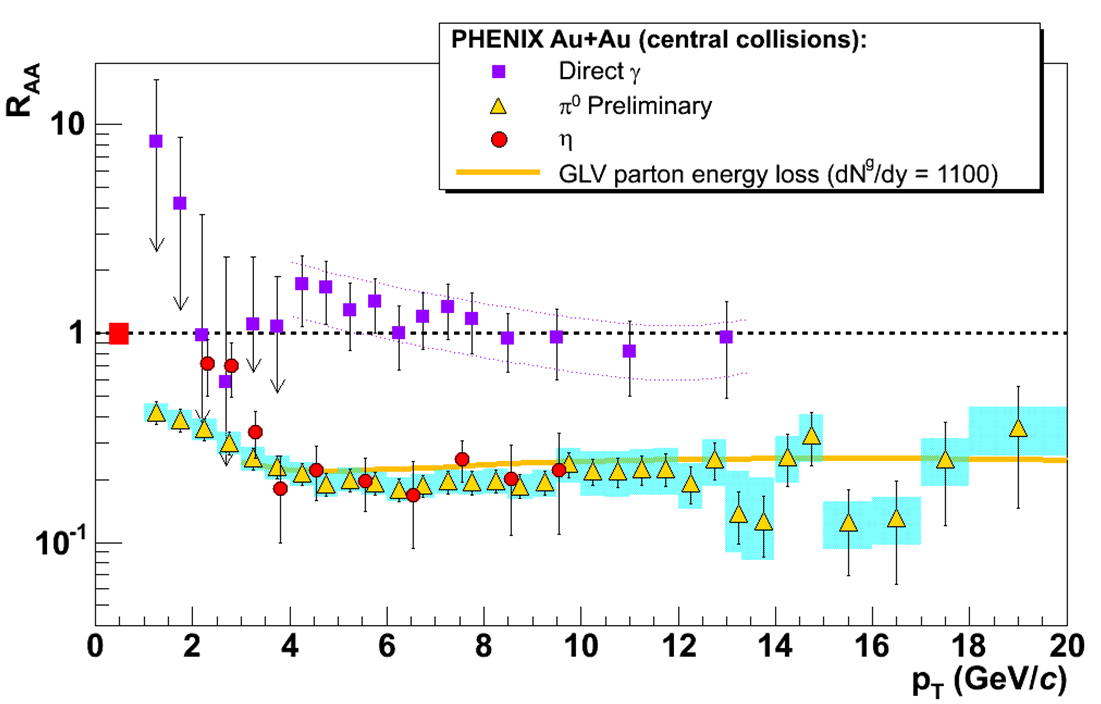 PHENIX Au+Au (central collisions):
Direct γ
π⁰ Preliminary
η
GLV parton energy loss (dNᵍ/dy = 1100)
R_AA
10
1
10⁻¹
0 2 4 6 8 10 12 14 16 18 20
p_T (GeV/c)